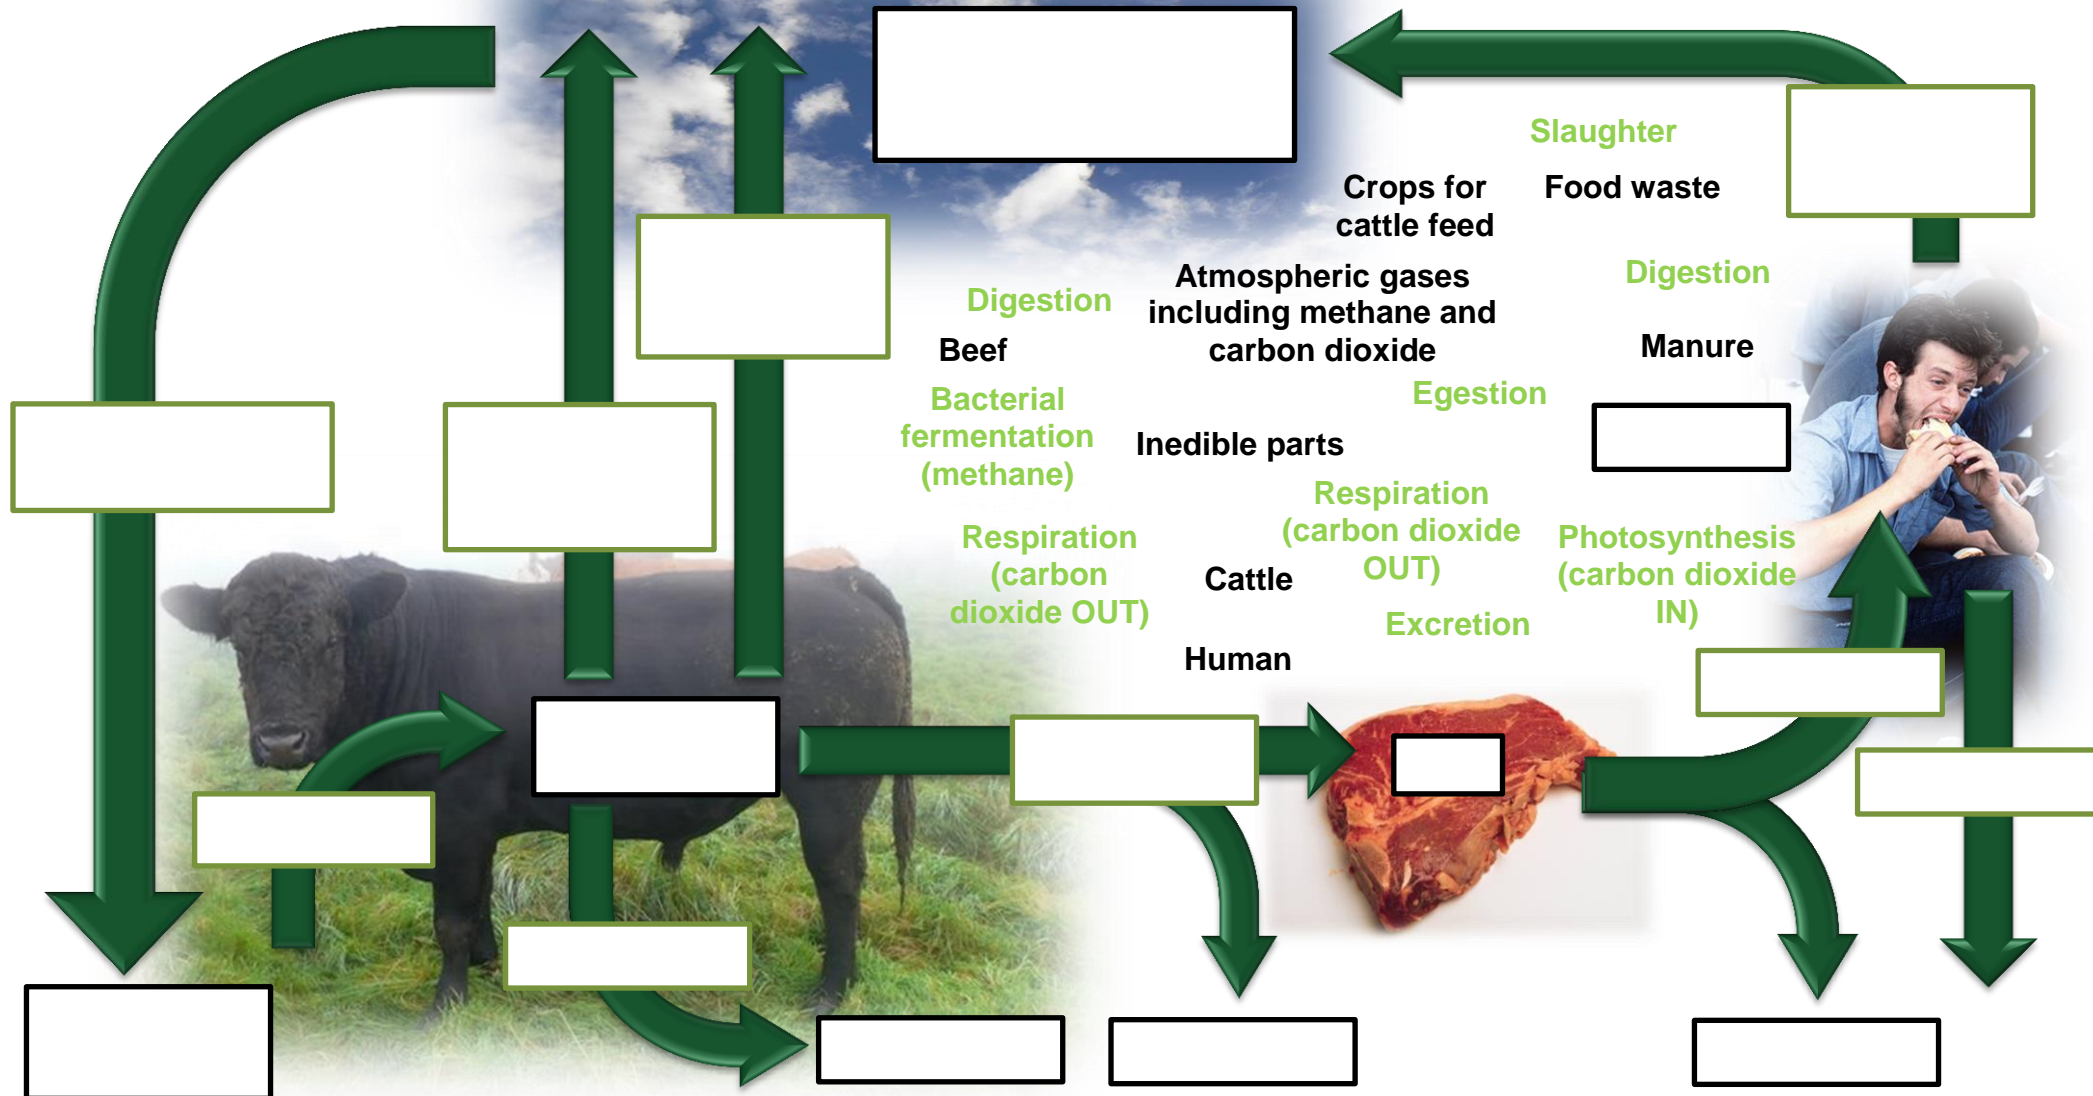 Slaughter
Crops for
cattle feed
Food waste
Digestion
Atmospheric gases
including methane and
carbon dioxide
Digestion
Beef
Manure
Bacterial
fermentation
(methane)
Egestion
Inedible parts
Respiration
(carbon dioxide
OUT)
Respiration
(carbon
dioxide OUT)
Photosynthesis
(carbon dioxide
IN)
Cattle
Excretion
Human